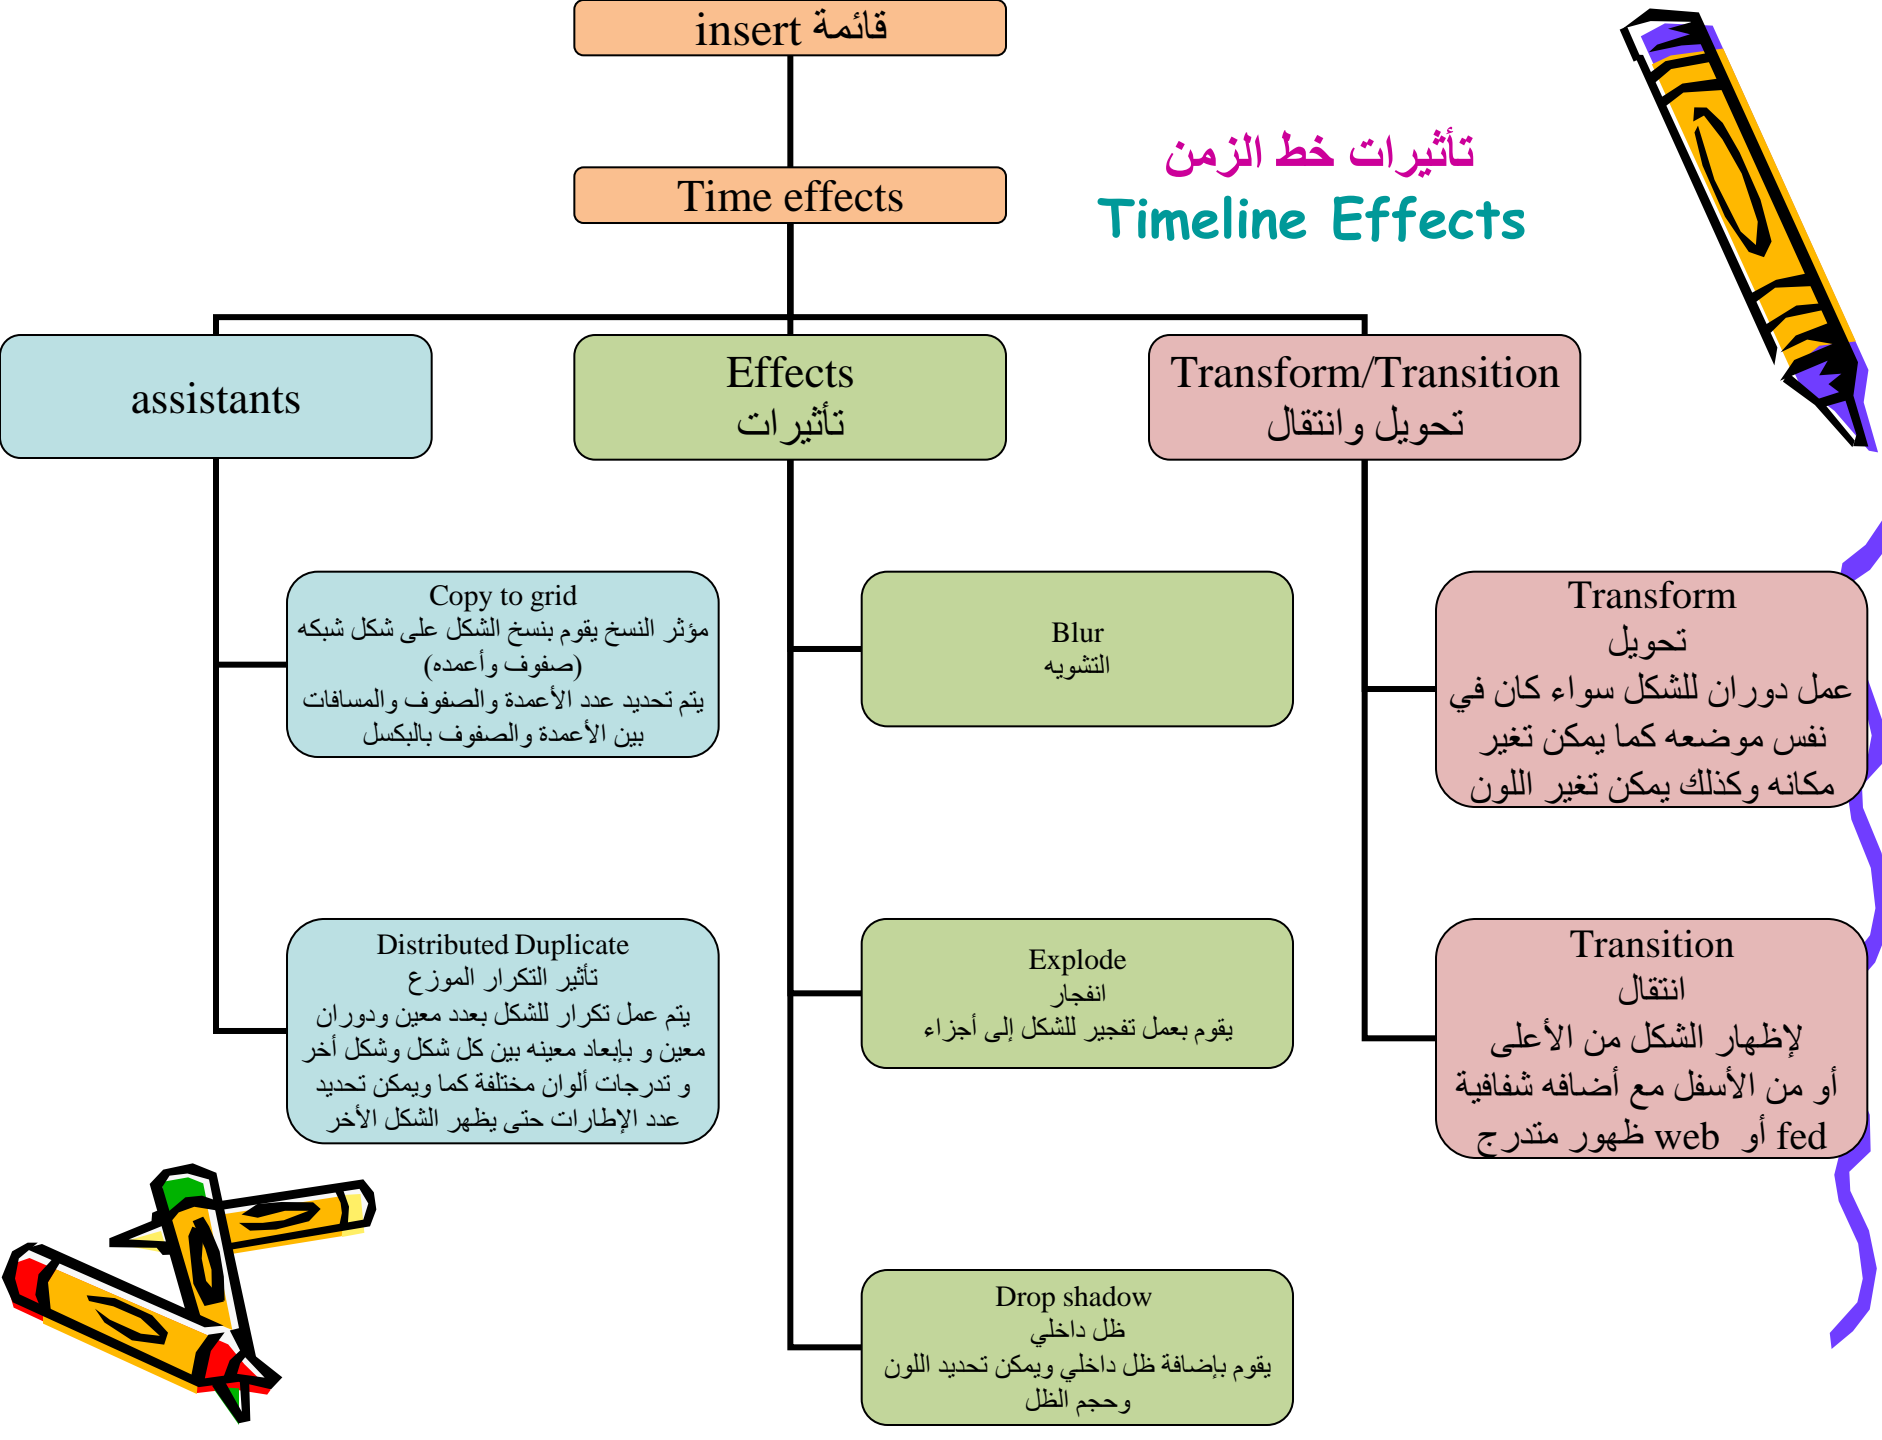 قائمة insert
تأثيرات خط الزمن
Timeline Effects
Time effects
assistants
Effects
تأثيرات
Transform/Transition
تحويل وانتقال
Copy to grid
مؤثر النسخ يقوم بنسخ الشكل على شكل شبكه
(صفوف وأعمده)
يتم تحديد عدد الأعمدة والصفوف والمسافات
بين الأعمدة والصفوف بالبكسل
Distributed Duplicate
تأثير التكرار الموزع
يتم عمل تكرار للشكل بعدد معين ودوران
معين و بإبعاد معينه بين كل شكل وشكل أخر
و تدرجات ألوان مختلفة كما ويمكن تحديد
عدد الإطارات حتى يظهر الشكل الأخر
Blur
التشويه
Explode
انفجار
يقوم بعمل تفجير للشكل إلى أجزاء
Drop shadow
ظل داخلي
يقوم بإضافة ظل داخلي ويمكن تحديد اللون
وحجم الظل
Transform
تحويل
عمل دوران للشكل سواء كان في
نفس موضعه كما يمكن تغير
مكانه وكذلك يمكن تغير اللون
Transition
انتقال
لإظهار الشكل من الأعلى
أو من الأسفل مع أضافه شفافية
fed أو web ظهور متدرج